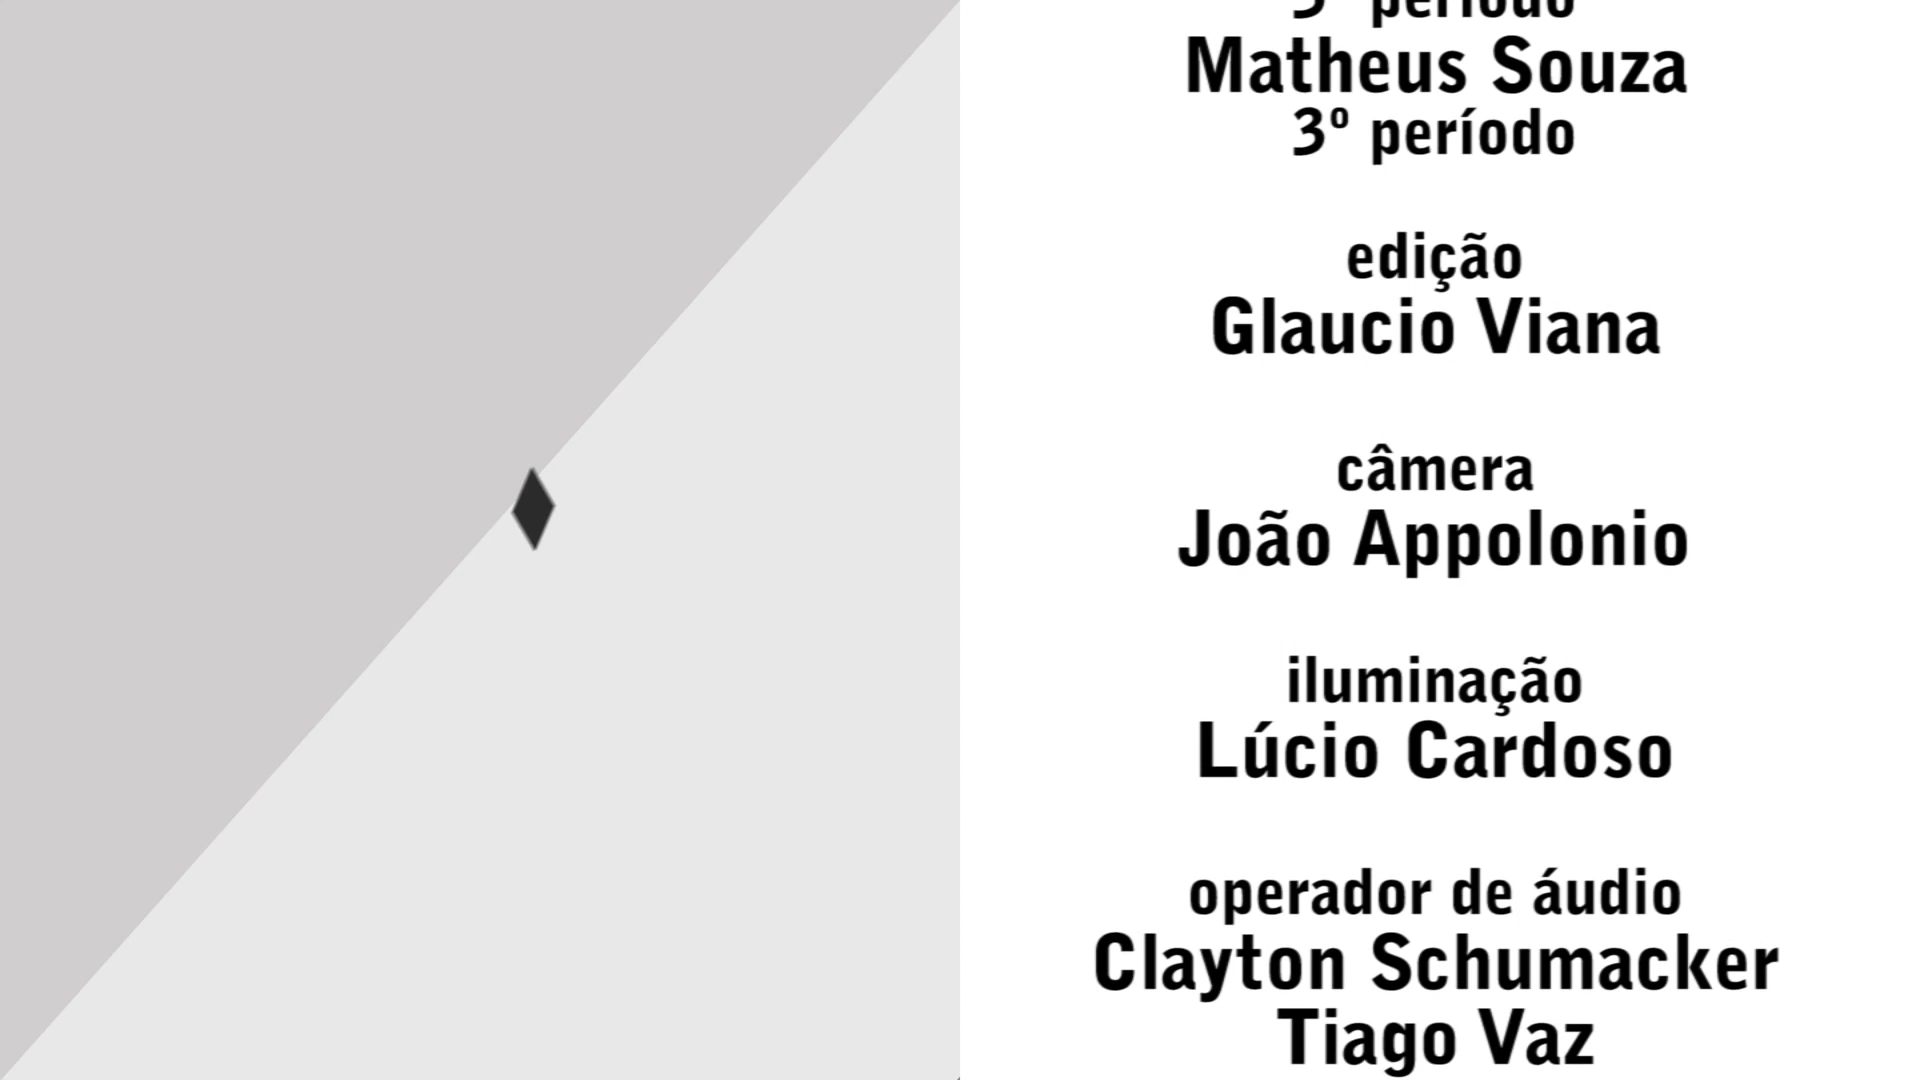 período
Matheus Souza
3º período
edição
Glaucio Viana
câmera
João Appolonio
iluminação
Lúcio Cardoso
operador de áudio
Clayton Schumacker
Tiago Vaz